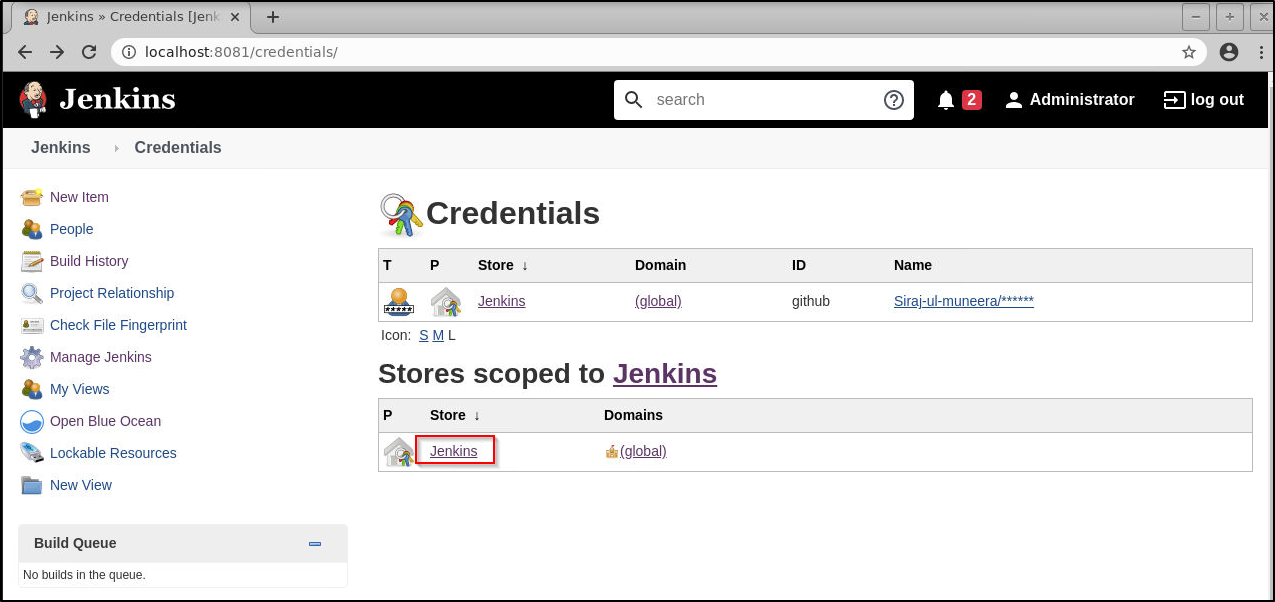 Jenkins » Credentials [Jenk
localhost:8081/credentials/
Jenkins
search
2
Administrator
log out
Jenkins
Credentials
New Item
People
Build History
Project Relationship
Check File Fingerprint
Manage Jenkins
My Views
Open Blue Ocean
Lockable Resources
New View
Build Queue
No builds in the queue.
Credentials
T P Store ↓ Domain ID Name
Jenkins (global) github Siraj-ul-muneera/******
Icon: S M L
Stores scoped to Jenkins
P Store ↓ Domains
Jenkins (global)